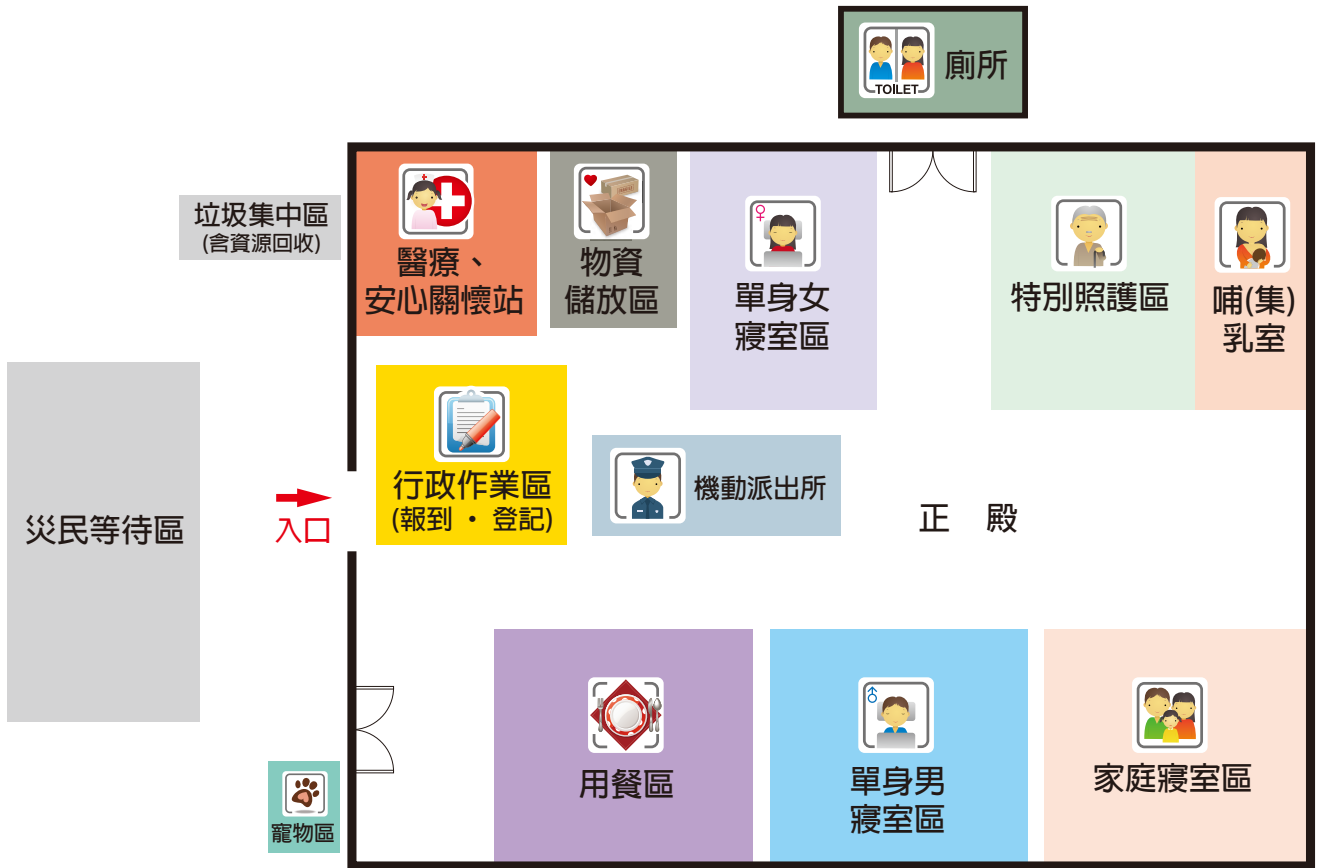 TOILET
廁所
垃圾集中區
(含資源回收)
醫療、
安心關懷站
物資
儲放區
單身女
寢室區
特別照護區
哺(集)
乳室
災民等待區
入口
行政作業區
(報到 · 登記)
機動派出所
正 殿
寵物區
用餐區
單身男
寢室區
家庭寢室區